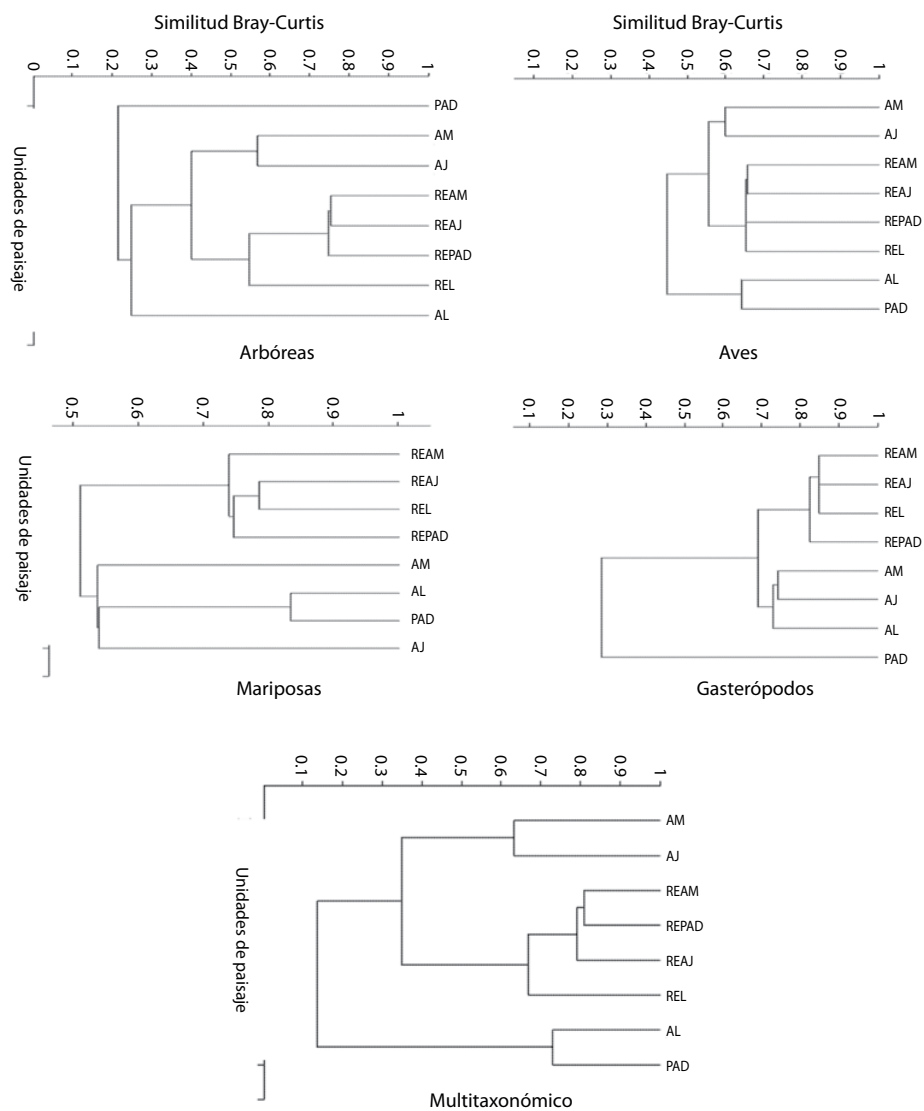 Similitud Bray-Curtis
0 0.1 0.2 0.3 0.4 0.5 0.6 0.7 0.8 0.9 1
Unidades de paisaje
PAD
AM
AJ
REAM
REAJ
REPAD
REL
AL
Arbóreas
Similitud Bray-Curtis
0.1 0.2 0.3 0.4 0.5 0.6 0.7 0.8 0.9 1
AM
AJ
REAM
REAJ
REPAD
REL
AL
PAD
Aves
0.5 0.6 0.7 0.8 0.9 1
Unidades de paisaje
REAM
REAJ
REL
REPAD
AM
AL
PAD
AJ
Mariposas
0.1 0.2 0.3 0.4 0.5 0.6 0.7 0.8 0.9 1
REAM
REAJ
REL
REPAD
AM
AJ
AL
PAD
Gasterópodos
0.1 0.2 0.3 0.4 0.5 0.6 0.7 0.8 0.9 1
Unidades de paisaje
AM
AJ
REAM
REPAD
REAJ
REL
AL
PAD
Multitaxonómico